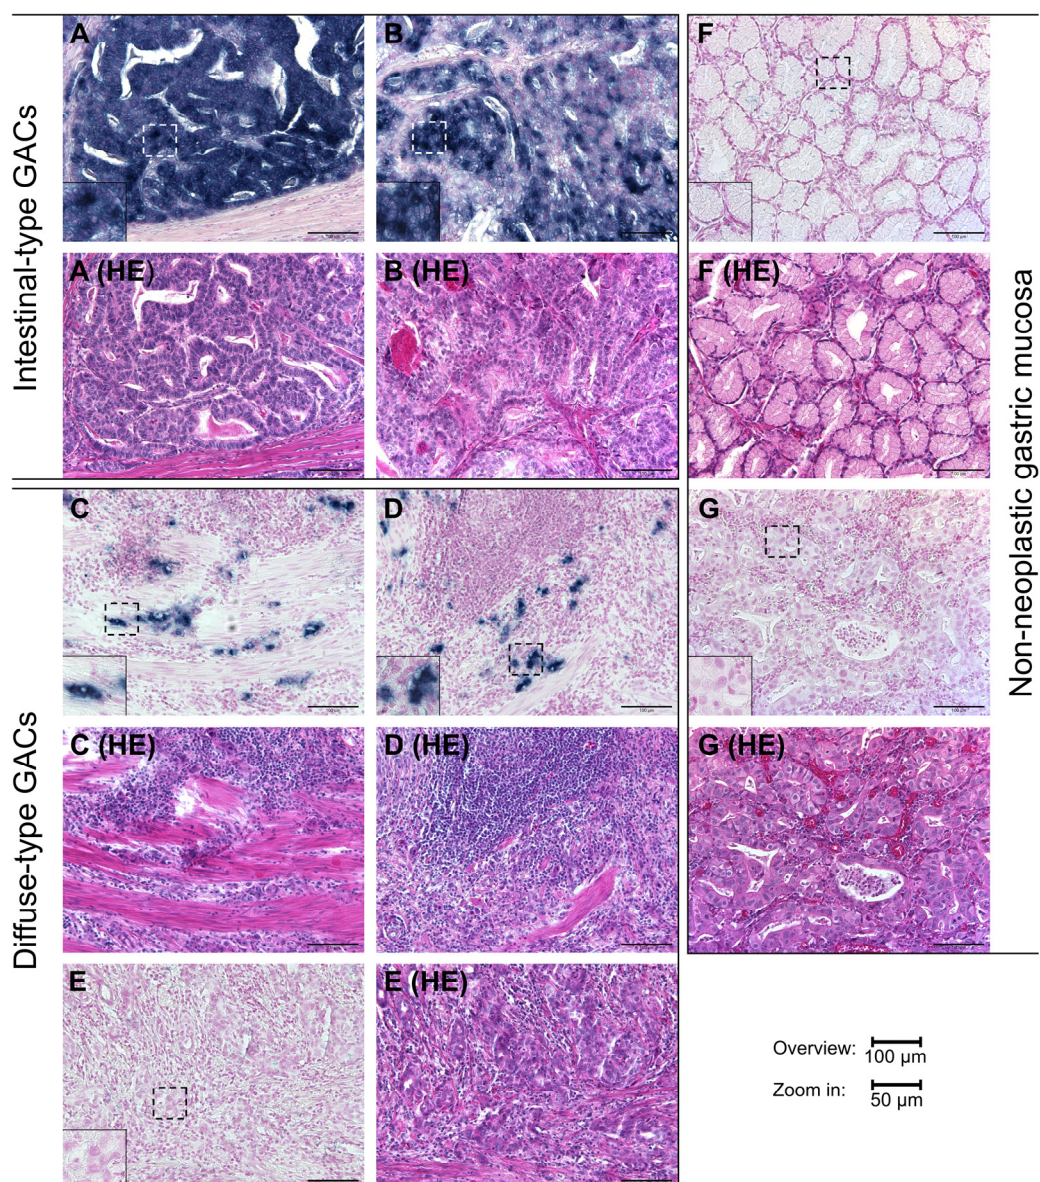 Intestinal-type GACs
A
B
A (HE)
B (HE)
Diffuse-type GACs
C
D
C (HE)
D (HE)
E
E (HE)
F
F (HE)
G
G (HE)
Non-neoplastic gastric mucosa
Overview:
100 µm
Zoom in:
50 µm